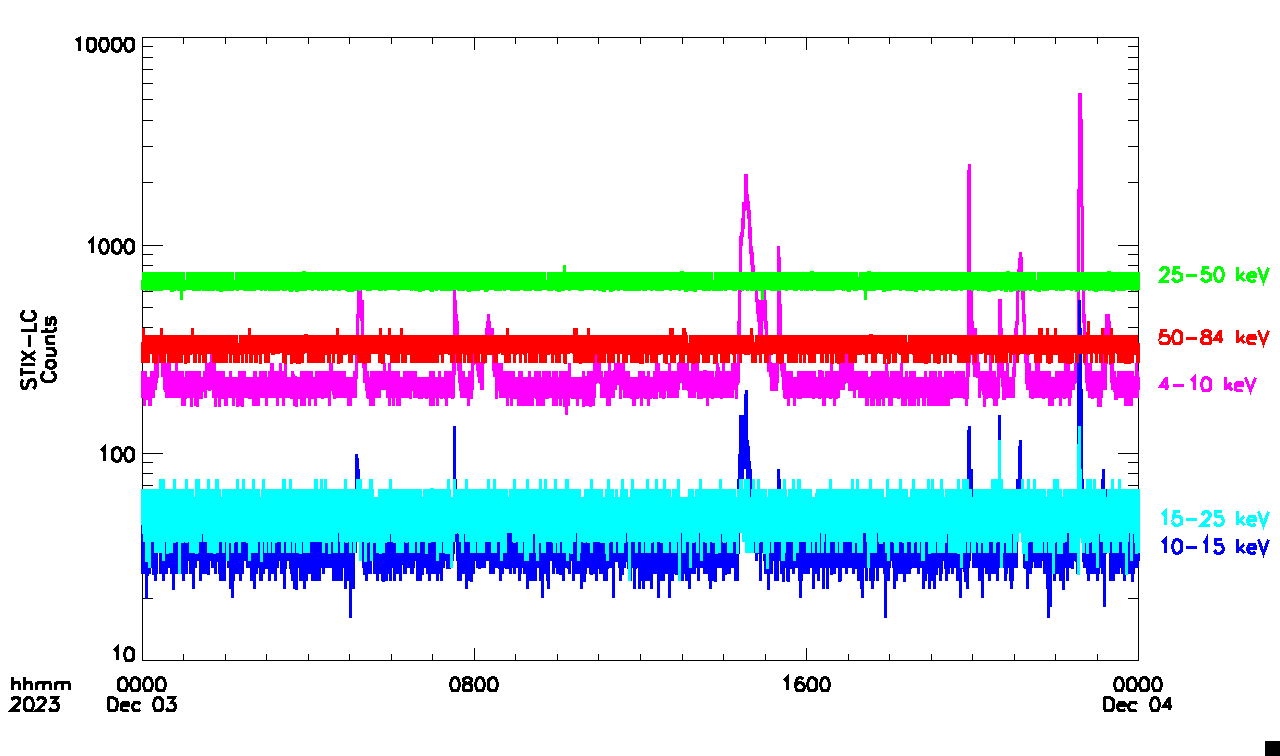 10000
1000
100
10
STIX-LC
Counts
25-50 keV
50-84 keV
4-10 keV
15-25 keV
10-15 keV
hhmm 0000 0800 1600 0000
2023 Dec 03 Dec 04